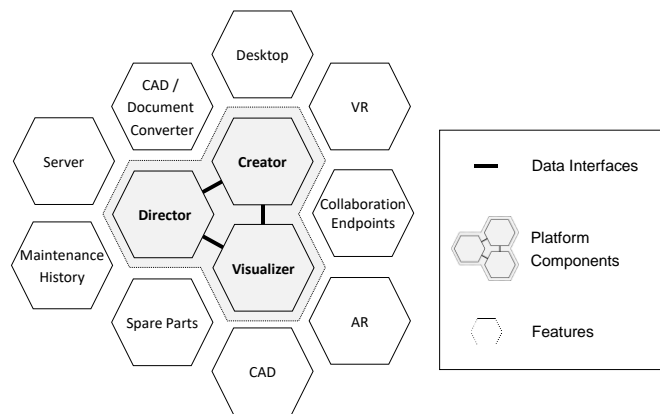 Desktop
CAD /
Document
Converter
VR
Server
Creator
Director
Collaboration
Endpoints
Maintenance
History
Visualizer
Spare Parts
AR
CAD
Data Interfaces
Platform
Components
Features